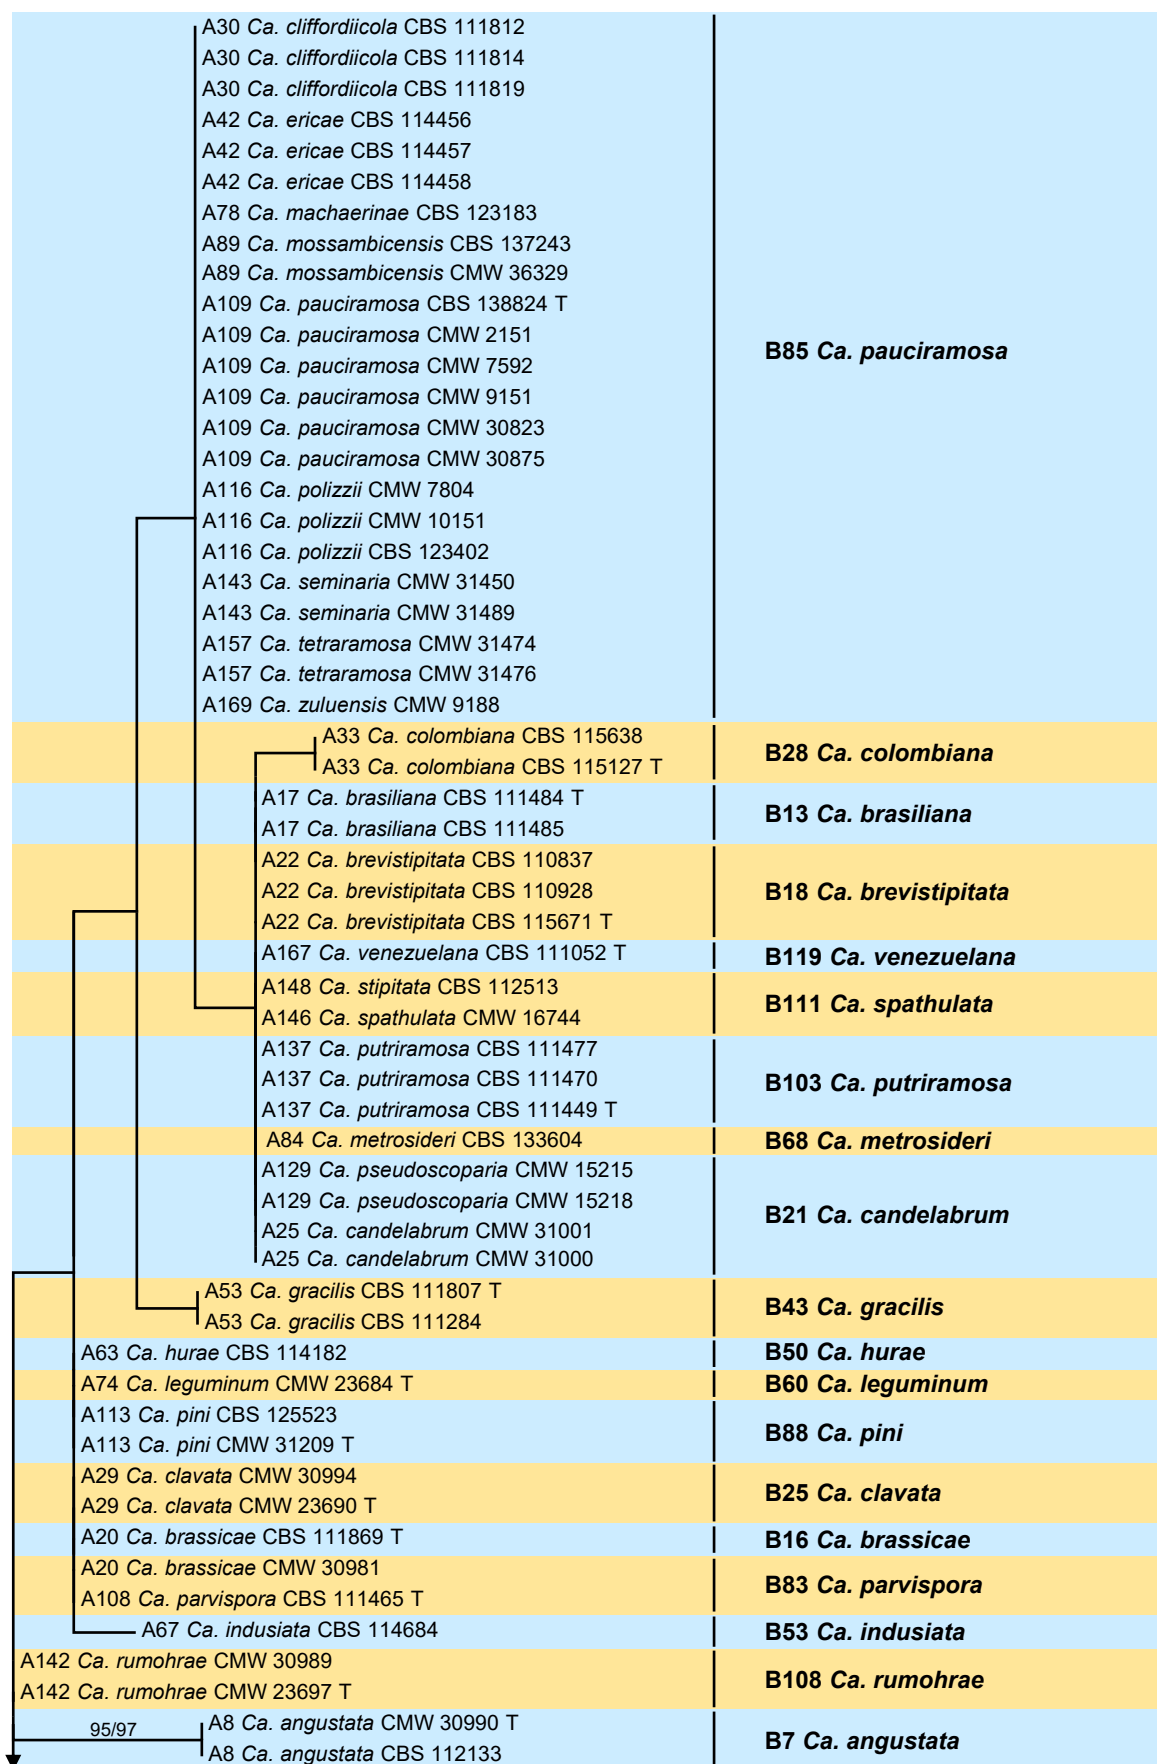 A30 Ca. cliffordiicola CBS 111812
A30 Ca. cliffordiicola CBS 111814
A30 Ca. cliffordiicola CBS 111819
A42 Ca. ericae CBS 114456
A42 Ca. ericae CBS 114457
A42 Ca. ericae CBS 114458
A78 Ca. machaerinae CBS 123183
A89 Ca. mossambicensis CBS 137243
A89 Ca. mossambicensis CMW 36329
A109 Ca. pauciramosa CBS 138824 T
A109 Ca. pauciramosa CMW 2151
A109 Ca. pauciramosa CMW 7592
A109 Ca. pauciramosa CMW 9151
A109 Ca. pauciramosa CMW 30823
A109 Ca. pauciramosa CMW 30875
A116 Ca. polizzii CMW 7804
A116 Ca. polizzii CMW 10151
A116 Ca. polizzii CBS 123402
A143 Ca. seminaria CMW 31450
A143 Ca. seminaria CMW 31489
A157 Ca. tetraramosa CMW 31474
A157 Ca. tetraramosa CMW 31476
A169 Ca. zuluensis CMW 9188
B85 Ca. pauciramosa
A33 Ca. colombiana CBS 115638
A33 Ca. colombiana CBS 115127 T
B28 Ca. colombiana
A17 Ca. brasiliana CBS 111484 T
A17 Ca. brasiliana CBS 111485
B13 Ca. brasiliana
A22 Ca. brevistipitata CBS 110837
A22 Ca. brevistipitata CBS 110928
A22 Ca. brevistipitata CBS 115671 T
B18 Ca. brevistipitata
A167 Ca. venezuelana CBS 111052 T
B119 Ca. venezuelana
A148 Ca. stipitata CBS 112513
A146 Ca. spathulata CMW 16744
B111 Ca. spathulata
A137 Ca. putriramosa CBS 111477
A137 Ca. putriramosa CBS 111470
A137 Ca. putriramosa CBS 111449 T
B103 Ca. putriramosa
A84 Ca. metrosideri CBS 133604
B68 Ca. metrosideri
A129 Ca. pseudoscoparia CMW 15215
A129 Ca. pseudoscoparia CMW 15218
A25 Ca. candelabrum CMW 31001
A25 Ca. candelabrum CMW 31000
B21 Ca. candelabrum
A53 Ca. gracilis CBS 111807 T
A53 Ca. gracilis CBS 111284
B43 Ca. gracilis
A63 Ca. hurae CBS 114182
B50 Ca. hurae
A74 Ca. leguminum CMW 23684 T
B60 Ca. leguminum
A113 Ca. pini CBS 125523
A113 Ca. pini CMW 31209 T
B88 Ca. pini
A29 Ca. clavata CMW 30994
A29 Ca. clavata CMW 23690 T
B25 Ca. clavata
A20 Ca. brassicae CBS 111869 T
B16 Ca. brassicae
A20 Ca. brassicae CMW 30981
A108 Ca. parvispora CBS 111465 T
B83 Ca. parvispora
A67 Ca. indusiata CBS 114684
B53 Ca. indusiata
A142 Ca. rumohrae CMW 30989
A142 Ca. rumohrae CMW 23697 T
B108 Ca. rumohrae
95/97
A8 Ca. angustata CMW 30990 T
A8 Ca. angustata CBS 112133
B7 Ca. angustata